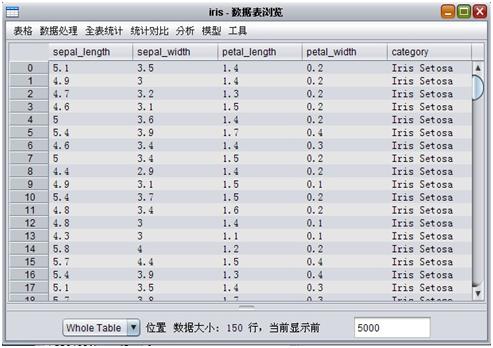 iris - 数据表浏览
表格 数据处理 全表统计 统计对比 分析 模型 工具
sepal_length sepal_width petal_length petal_width category
0 5.1 3.5 1.4 0.2 Iris Setosa
1 4.9 3 1.4 0.2 Iris Setosa
2 4.7 3.2 1.3 0.2 Iris Setosa
3 4.6 3.1 1.5 0.2 Iris Setosa
4 5 3.6 1.4 0.2 Iris Setosa
5 5.4 3.9 1.7 0.4 Iris Setosa
6 4.6 3.4 1.4 0.3 Iris Setosa
7 5 3.4 1.5 0.2 Iris Setosa
8 4.4 2.9 1.4 0.2 Iris Setosa
9 4.9 3.1 1.5 0.1 Iris Setosa
10 5.4 3.7 1.5 0.2 Iris Setosa
11 4.8 3.4 1.6 0.2 Iris Setosa
12 4.8 3 1.4 0.1 Iris Setosa
13 4.3 3 1.1 0.1 Iris Setosa
14 5.8 4 1.2 0.2 Iris Setosa
15 5.7 4.4 1.5 0.4 Iris Setosa
16 5.4 3.9 1.3 0.4 Iris Setosa
17 5.1 3.5 1.4 0.3 Iris Setosa
18 5.7 3.8 1.7 0.3 Iris Setosa
Whole Table 位置 数据大小: 150 行，当前显示前 5000